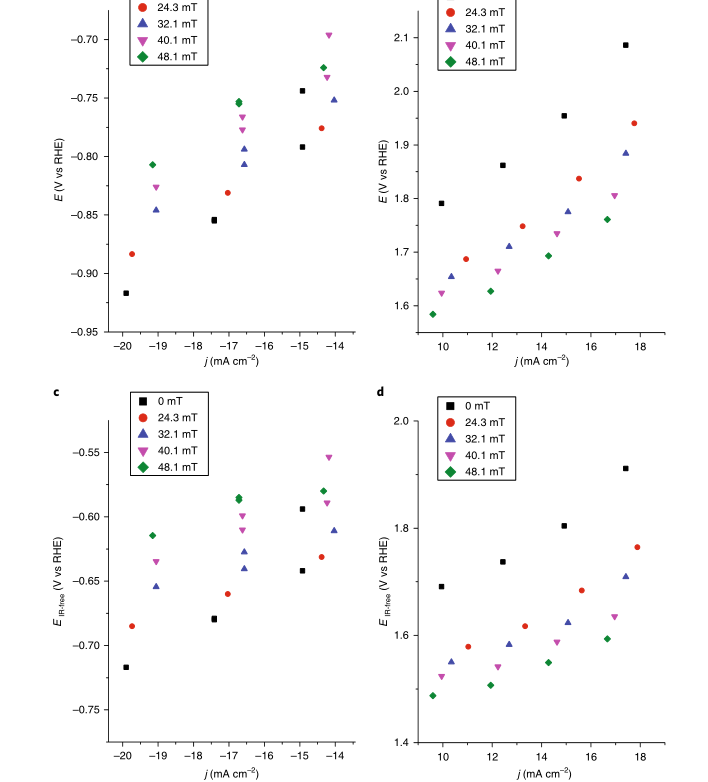 24.3 mT
32.1 mT
40.1 mT
48.1 mT
−0.70
−0.75
−0.80
−0.85
−0.90
−0.95
E (V vs RHE)
−20 −19 −18 −17 −16 −15 −14
j (mA cm−2)
24.3 mT
32.1 mT
40.1 mT
48.1 mT
2.1
2.0
1.9
1.8
1.7
1.6
E (V vs RHE)
10 12 14 16 18
j (mA cm−2)
c
0 mT
24.3 mT
32.1 mT
40.1 mT
48.1 mT
−0.55
−0.60
−0.65
−0.70
−0.75
E IR-free (V vs RHE)
−20 −19 −18 −17 −16 −15 −14
j (mA cm−2)
d
0 mT
24.3 mT
32.1 mT
40.1 mT
48.1 mT
2.0
1.8
1.6
1.4
E IR-free (V vs RHE)
10 12 14 16 18
j (mA cm−2)